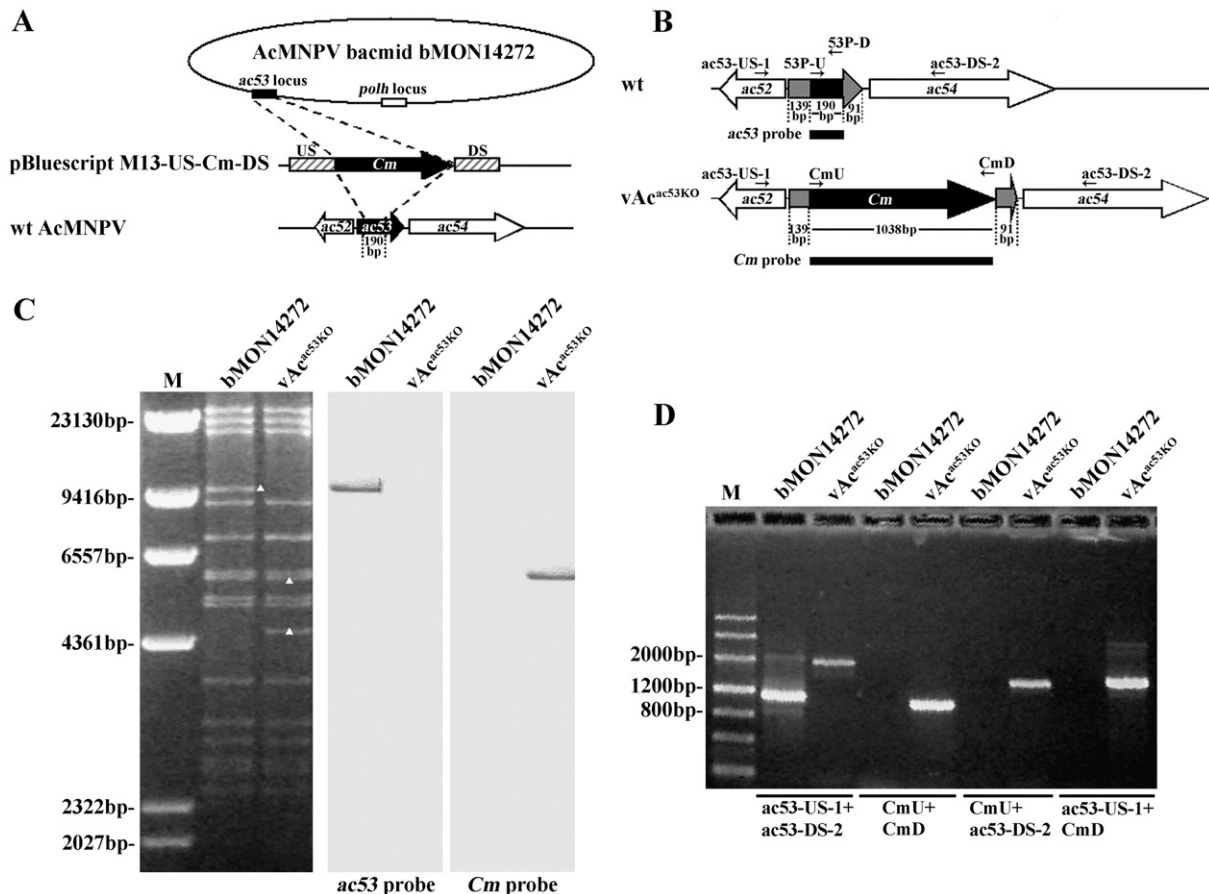 A
AcMNPV bacmid bMON14272
ac53 locus
polh locus
pBluescript M13-US-Cm-DS
US
Cm
DS
wt AcMNPV
ac52
ac53
ac54
190
bp
B
wt
ac53-US-1
53P-U
53P-D
ac53-DS-2
ac52
ac54
139
bp
190
bp
91
bp
ac53 probe
vAcac53KO
ac53-US-1
CmU
CmD
ac53-DS-2
ac52
Cm
ac54
139
bp
1038bp
91
bp
Cm probe
C
M
bMON14272
vAcac53KO
bMON14272
vAcac53KO
bMON14272
vAcac53KO
23130bp-
9416bp-
6557bp-
4361bp-
2322bp-
2027bp-
ac53 probe
Cm probe
D
M
bMON14272
vAcac53KO
bMON14272
vAcac53KO
bMON14272
vAcac53KO
bMON14272
vAcac53KO
2000bp-
1200bp-
800bp-
ac53-US-1+
ac53-DS-2
CmU+
CmD
CmU+
ac53-DS-2
ac53-US-1+
CmD